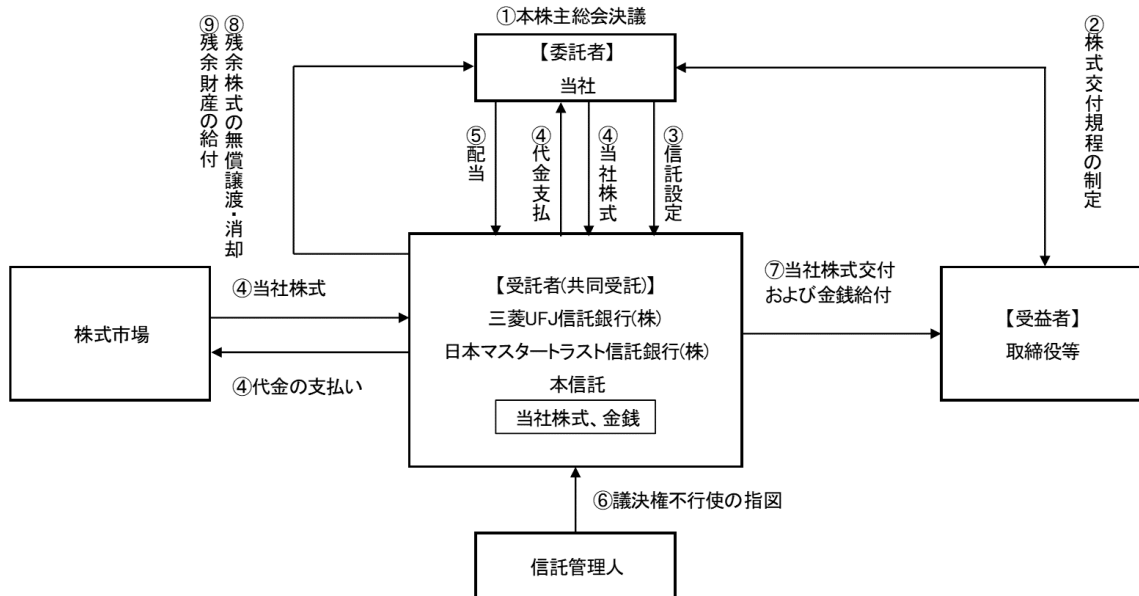 ①本株主総会決議
【委託者】
当社
⑨残余財産の給付
⑧残余株式の無償譲渡・消却
②株式交付規程の制定
⑤配当
④代金支払
④当社株式
③信託設定
株式市場
④当社株式
④代金の支払い
【受託者(共同受託)】
三菱UFJ信託銀行(株)
日本マスタートラスト信託銀行(株)
本信託
当社株式、金銭
⑦当社株式交付
および金銭給付
【受益者】
取締役等
⑥議決権不行使の指図
信託管理人